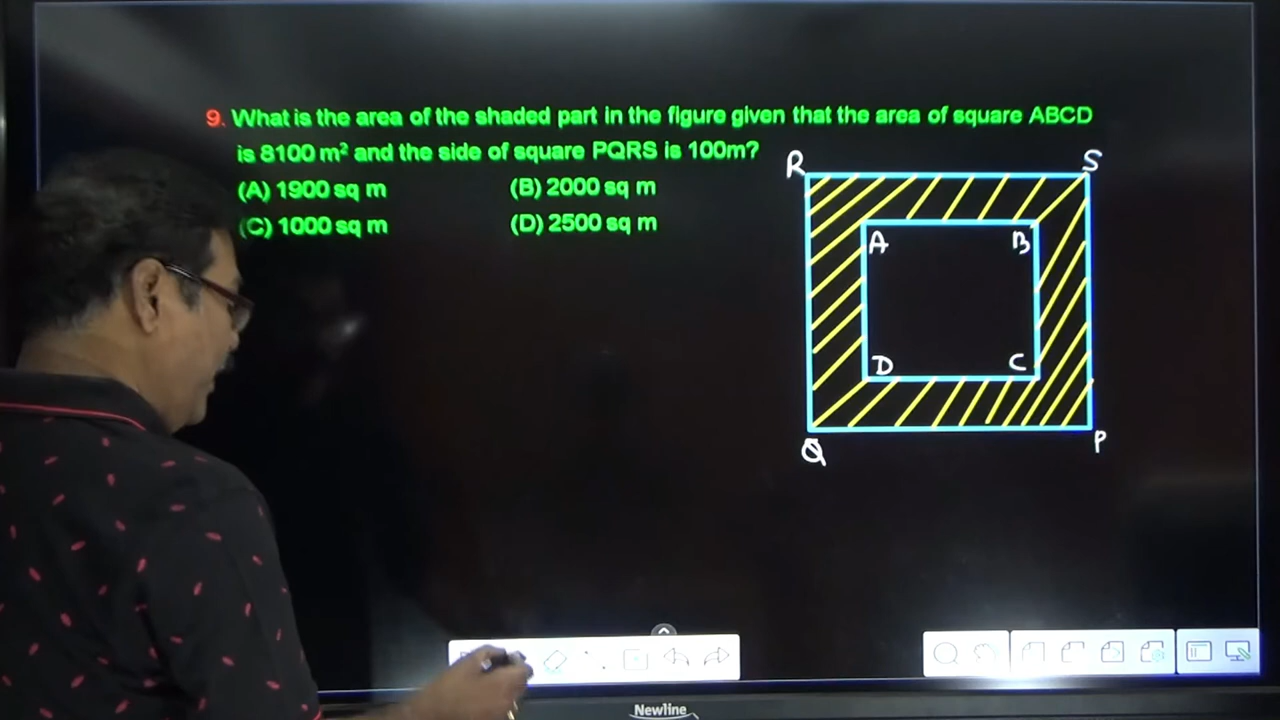 9. What is the area of the shaded part in the figure given that the area of square ABCD
is 8100 m² and the side of square PQRS is 100m?
(A) 1900 sq m (B) 2000 sq m
(C) 1000 sq m (D) 2500 sq m
R S
A B
D C
Q P
Newline